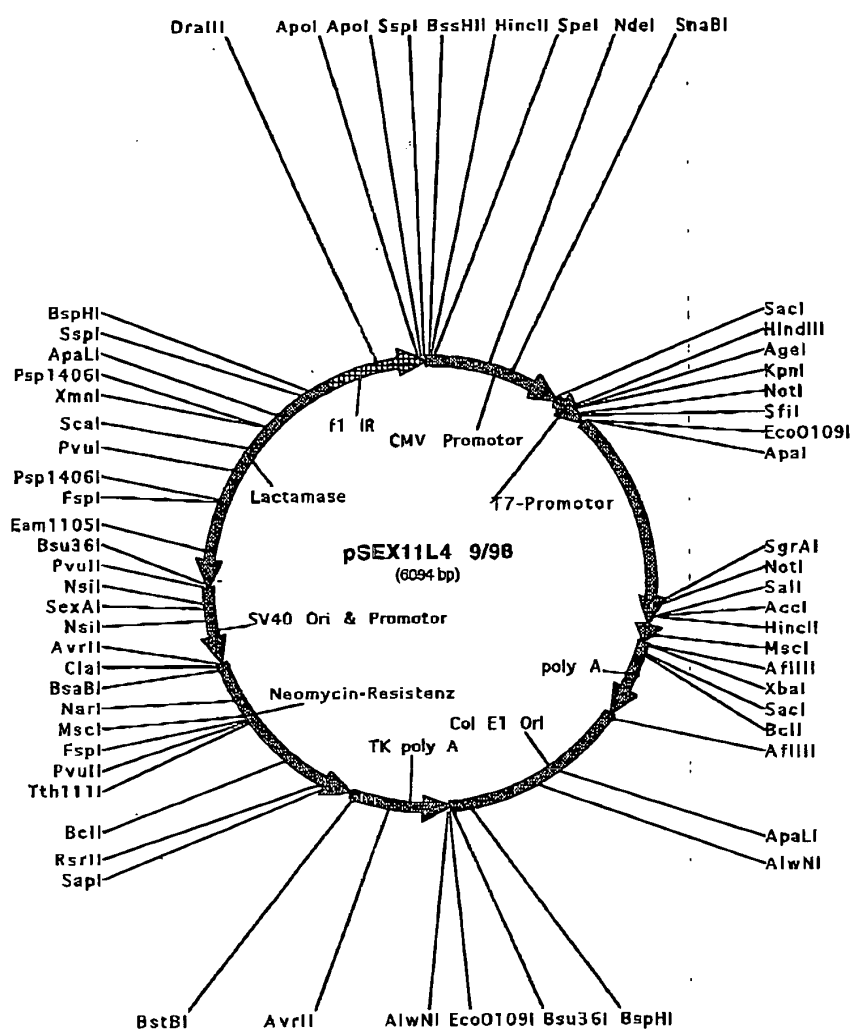 DraIII ApoI ApoI SspI BssHII HincII SpeI NdeI SnaBI
BspHI
SspI
ApaLI
Psp1406I
XmnI
ScaI
PvuI
Psp1406I
FspI
Eam1105I
Bsu36I
PvuII
NsiI
SexAI
NsiI
AvrII
ClaI
BsaBI
NarI
MscI
FspI
PvuII
Tth111I
BclI
RsrII
SapI
SacI
HindIII
AgeI
KpnI
NotI
SfiI
EcoO109I
ApaI
f1 IR
CMV Promotor
Lactamase
T7-Promotor
pSEX11L4 9/98
(6094 bp)
SV40 Ori & Promotor
poly A
Neomycin-Resistenz
Col E1 Ori
TK poly A
SgrAI
NotI
SalI
AccI
HincII
MscI
AflIII
XbaI
SacI
BclI
AflIII
ApaLI
AlwNI
BstBI AvrII AlwNI EcoO109I Bsu36I BspHI